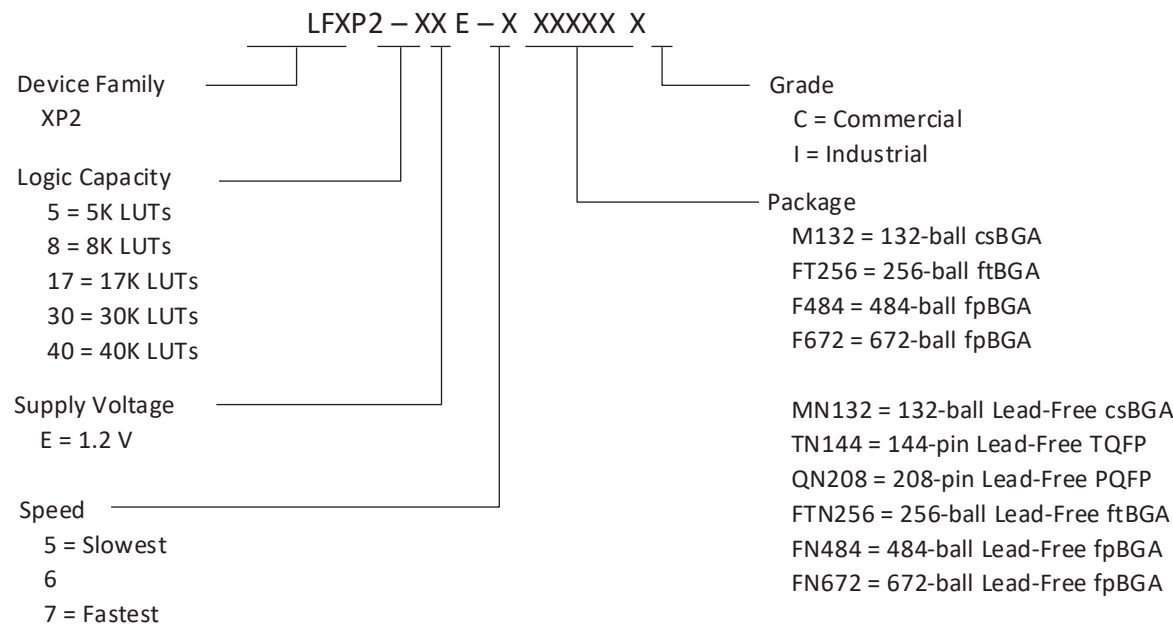 LFXP2 – XX E – X XXXXX X
Device Family
XP2
Logic Capacity
5 = 5K LUTs
8 = 8K LUTs
17 = 17K LUTs
30 = 30K LUTs
40 = 40K LUTs
Supply Voltage
E = 1.2 V
Speed
5 = Slowest
6
7 = Fastest
Grade
C = Commercial
I = Industrial
Package
M132 = 132-ball csBGA
FT256 = 256-ball ftBGA
F484 = 484-ball fpBGA
F672 = 672-ball fpBGA
MN132 = 132-ball Lead-Free csBGA
TN144 = 144-pin Lead-Free TQFP
QN208 = 208-pin Lead-Free PQFP
FTN256 = 256-ball Lead-Free ftBGA
FN484 = 484-ball Lead-Free fpBGA
FN672 = 672-ball Lead-Free fpBGA